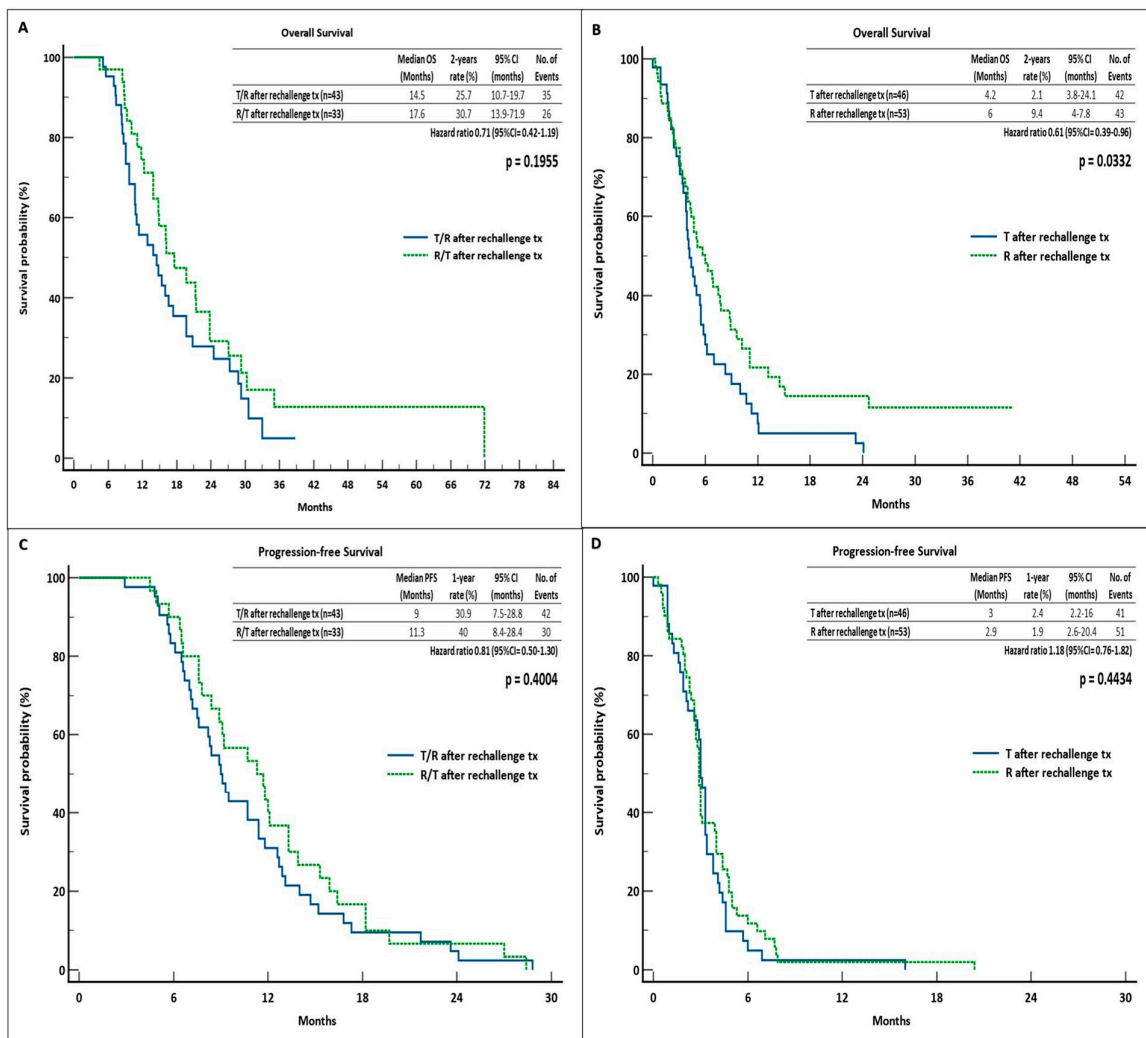 A
Overall Survival
Median OS 2-years 95% CI No. of
(Months) rate (%) (months) Events
T/R after rechallenge tx (n=43) 14.5 25.7 10.7-19.7 35
R/T after rechallenge tx (n=33) 17.6 30.7 13.9-71.9 26
Hazard ratio 0.71 (95%CI= 0.42-1.19)
p = 0.1955
T/R after rechallenge tx
R/T after rechallenge tx
Survival probability (%)
100
80
60
40
20
0
0 6 12 18 24 30 36 42 48 54 60 66 72 78 84
Months
B
Overall Survival
Median OS 2-years 95% CI No. of
(Months) rate (%) (months) Events
T after rechallenge tx (n=46) 4.2 2.1 3.8-24.1 42
R after rechallenge tx (n=53) 6 9.4 4-7.8 43
Hazard ratio 0.61 (95%CI= 0.39-0.96)
p = 0.0332
T after rechallenge tx
R after rechallenge tx
Survival probability (%)
100
80
60
40
20
0
0 6 12 18 24 30 36 42 48 54
Months
C
Progression-free Survival
Median PFS 1-year 95% CI No. of
(Months) rate (%) (months) Events
T/R after rechallenge tx (n=43) 9 30.9 7.5-28.8 42
R/T after rechallenge tx (n=33) 11.3 40 8.4-28.4 30
Hazard ratio 0.81 (95%CI= 0.50-1.30)
p = 0.4004
T/R after rechallenge tx
R/T after rechallenge tx
Survival probability (%)
100
80
60
40
20
0
0 6 12 18 24 30
Months
D
Progression-free Survival
Median PFS 1-year 95% CI No. of
(Months) rate (%) (months) Events
T after rechallenge tx (n=46) 3 2.4 2.2-16 41
R after rechallenge tx (n=53) 2.9 1.9 2.6-20.4 51
Hazard ratio 1.18 (95%CI= 0.76-1.82)
p = 0.4434
T after rechallenge tx
R after rechallenge tx
Survival probability (%)
100
80
60
40
20
0
0 6 12 18 24 30
Months